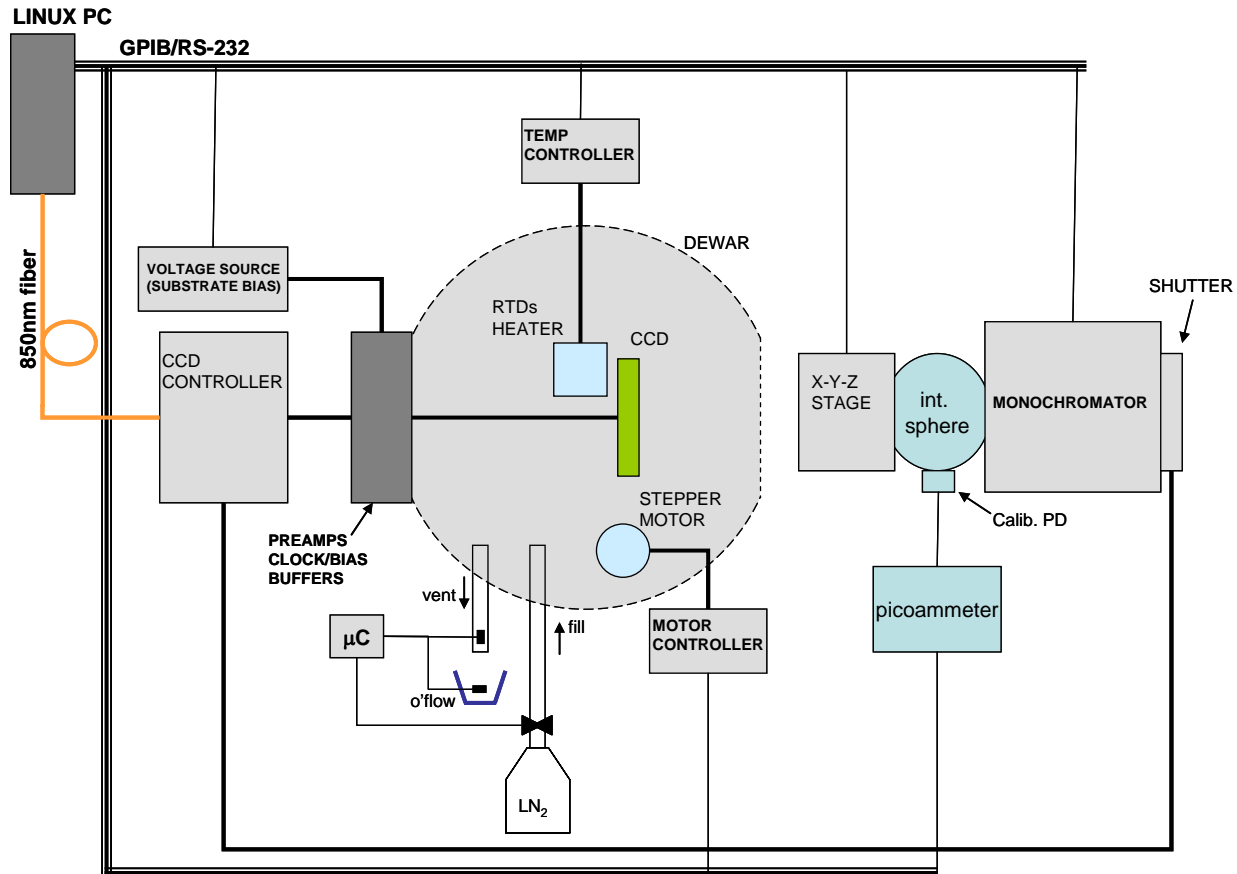 LINUX PC
GPIB/RS-232
TEMP
CONTROLLER
DEWAR
VOLTAGE SOURCE
(SUBSTRATE BIAS)
SHUTTER
850nm fiber
RTDs
HEATER
CCD
CCD
CONTROLLER
X-Y-Z
STAGE
int.
sphere
MONOCHROMATOR
STEPPER
MOTOR
Calib. PD
PREAMPS
CLOCK/BIAS
BUFFERS
vent
fill
μC
MOTOR
CONTROLLER
picoammeter
o'flow
LN2